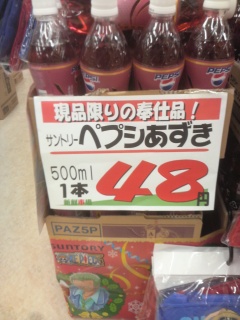 PEPSI
PEPSI
現品限りの奉仕品！
サントリー ペプシあずき
500ml
1本
48円
PAZ5P
SUNTORY